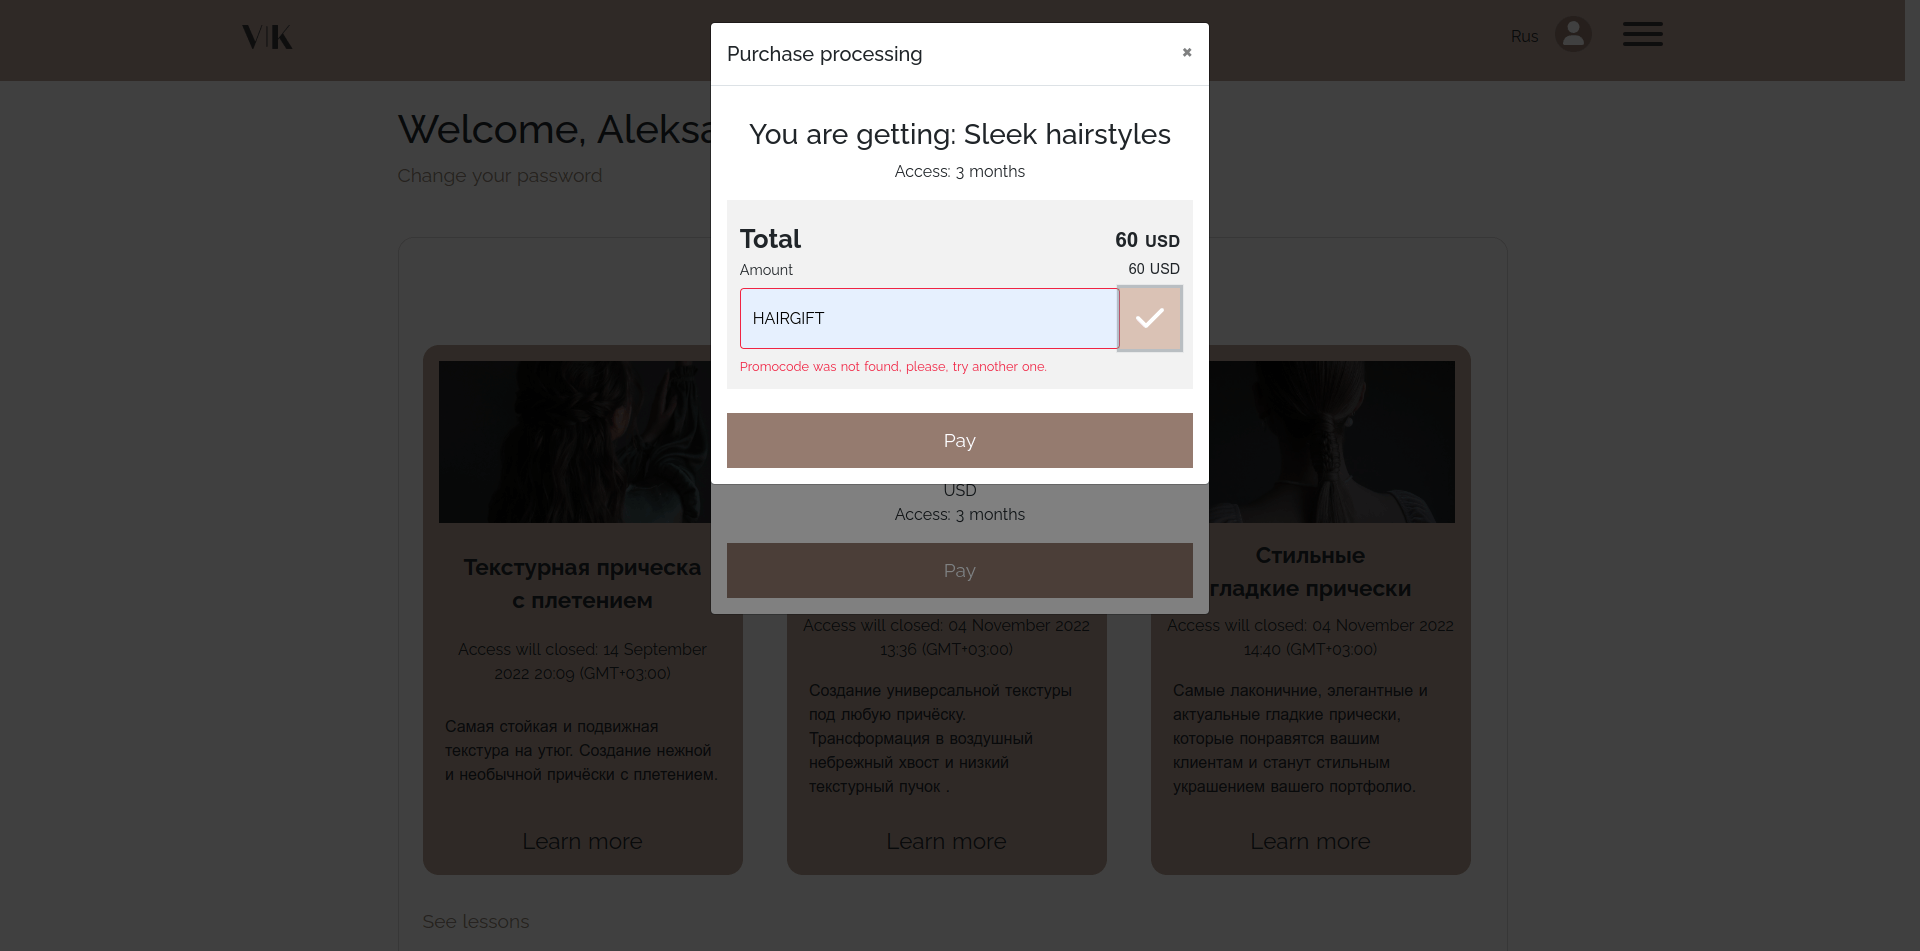 VIK
Rus
Purchase processing
×
Welcome, Aleksa
Change your password
You are getting: Sleek hairstyles
Access: 3 months
Total 60 USD
Amount 60 USD
HAIRGIFT
Promocode was not found, please, try another one.
Pay
USD
Access: 3 months
Pay
Текстурная прическа
с плетением
Access will closed: 14 September
2022 20:09 (GMT+03:00)
Самая стойкая и подвижная
текстура на утюг. Создание нежной
и необычной причёски с плетением.
Learn more
Access will closed: 04 November 2022
13:36 (GMT+03:00)
Создание универсальной текстуры
под любую причёску.
Трансформация в воздушный
небрежный хвост и низкий
текстурный пучок .
Learn more
Стильные
гладкие прически
Access will closed: 04 November 2022
14:40 (GMT+03:00)
Самые лаконичние, элегантные и
актуальные гладкие прически,
которые понравятся вашим
клиентам и станут стильным
украшением вашего портфолио.
Learn more
See lessons